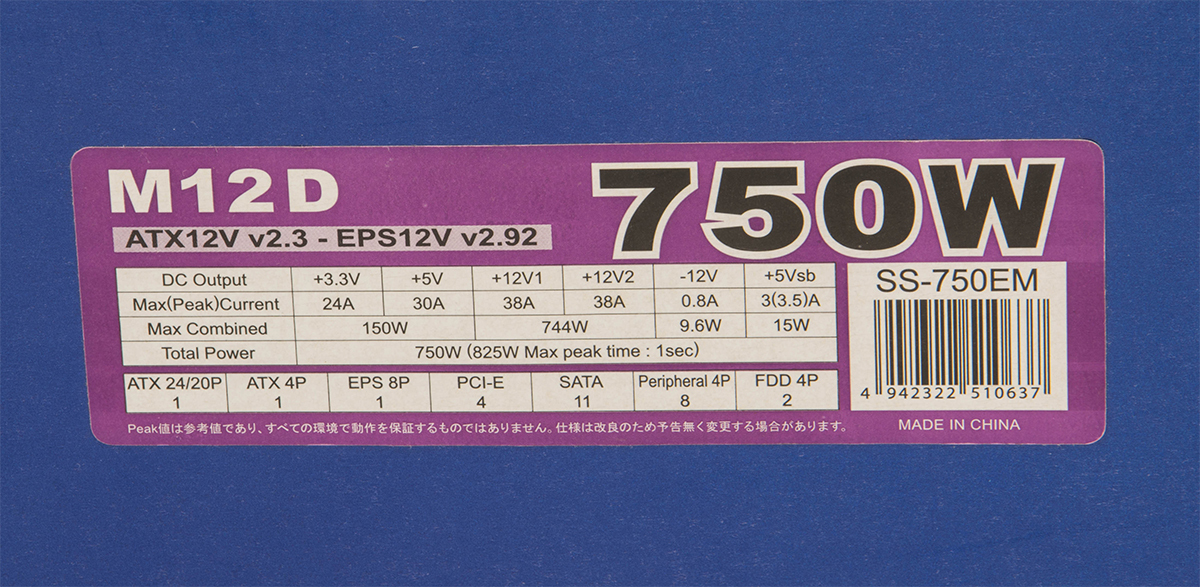 M12D
750W
ATX12V v2.3 - EPS12V v2.92
DC Output +3.3V +5V +12V1 +12V2 -12V +5Vsb
Max(Peak)Current 24A 30A 38A 38A 0.8A 3(3.5)A
Max Combined 150W 744W 9.6W 15W
Total Power 750W (825W Max peak time : 1sec)
SS-750EM
4 942322 510637
ATX 24/20P ATX 4P EPS 8P PCI-E SATA Peripheral 4P FDD 4P
1 1 1 4 11 8 2
Peak値は参考値であり、すべての環境で動作を保証するものではありません。仕様は改良のため予告無く変更する場合があります。
MADE IN CHINA